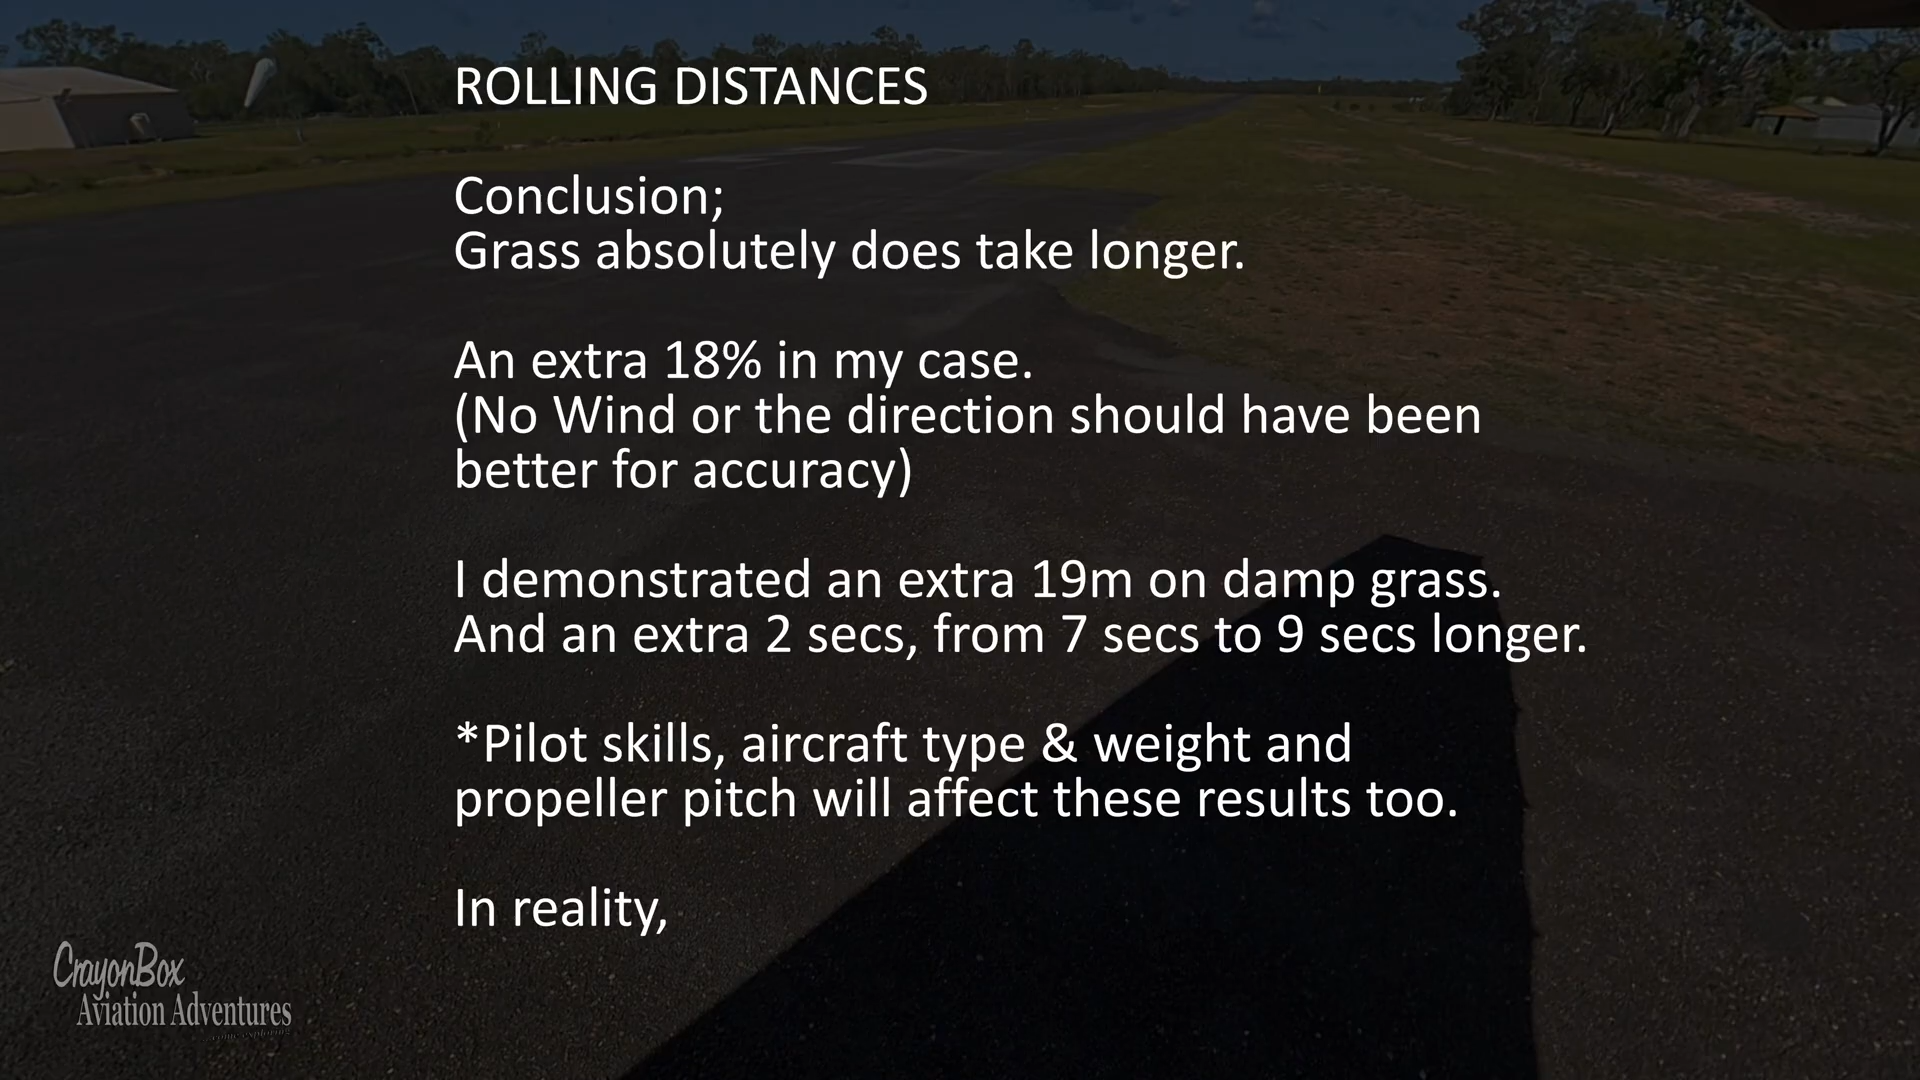 ROLLING DISTANCES
Conclusion;
Grass absolutely does take longer.
An extra 18% in my case.
(No Wind or the direction should have been
better for accuracy)
I demonstrated an extra 19m on damp grass.
And an extra 2 secs, from 7 secs to 9 secs longer.
*Pilot skills, aircraft type & weight and
propeller pitch will affect these results too.
In reality,
CrayonBox
Aviation Adventures